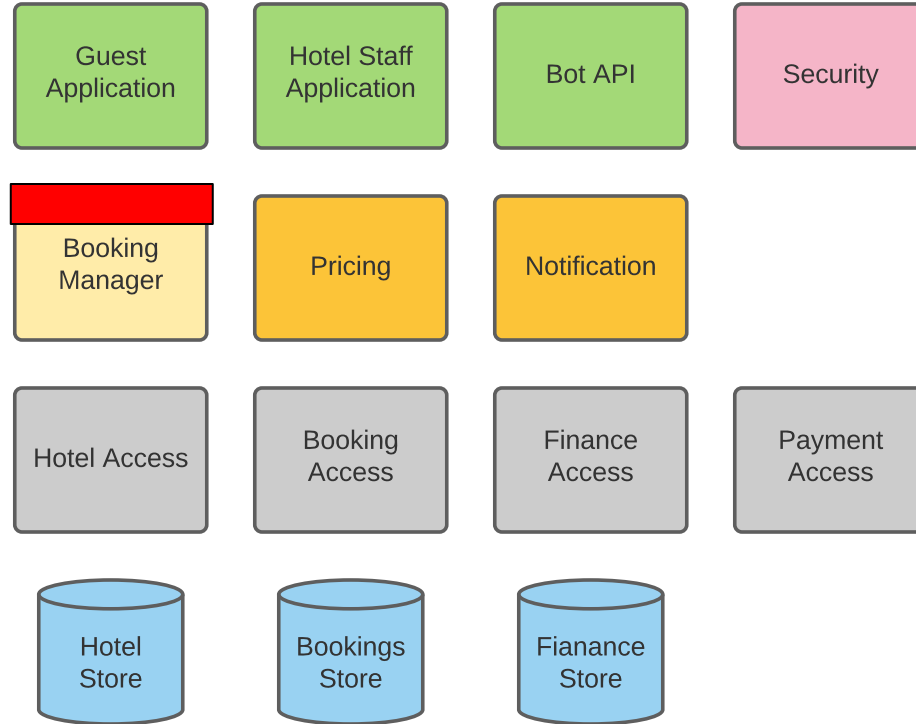 Guest
Application
Hotel Staff
Application
Bot API
Security
Booking
Manager
Pricing
Notification
Hotel Access
Booking
Access
Finance
Access
Payment
Access
Hotel
Store
Bookings
Store
Fianance
Store